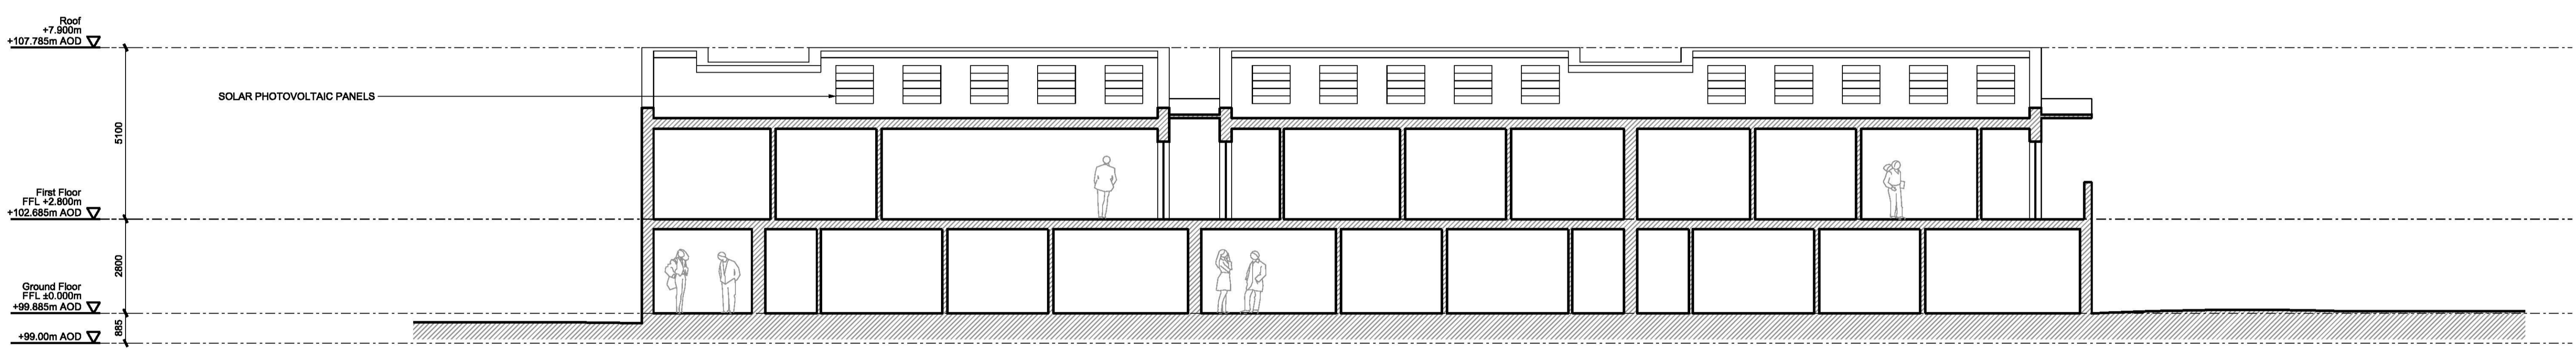 Roof
+7.900m
+107.785m AOD
SOLAR PHOTOVOLTAIC PANELS
5100
First Floor
FFL +2.800m
+102.685m AOD
2800
Ground Floor
FFL ±0.000m
+99.885m AOD
885
+99.00m AOD